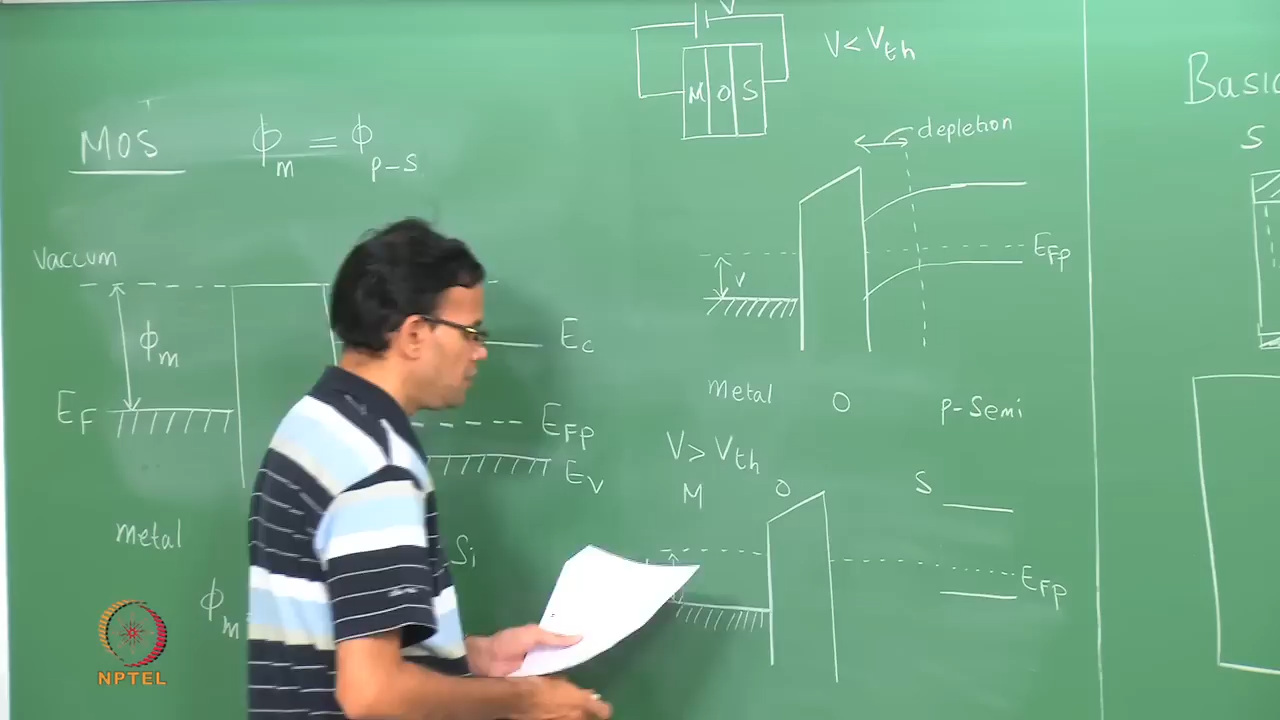 MOS ϕm = ϕp-s
Vaccum
ϕm
EF
Ec
EFp
Ev
metal
Si
ϕm
V
M O S
V < Vth
depletion
EFp
V
metal O p-Semi
V > Vth
M O S
EFp
Basic
S
NPTEL